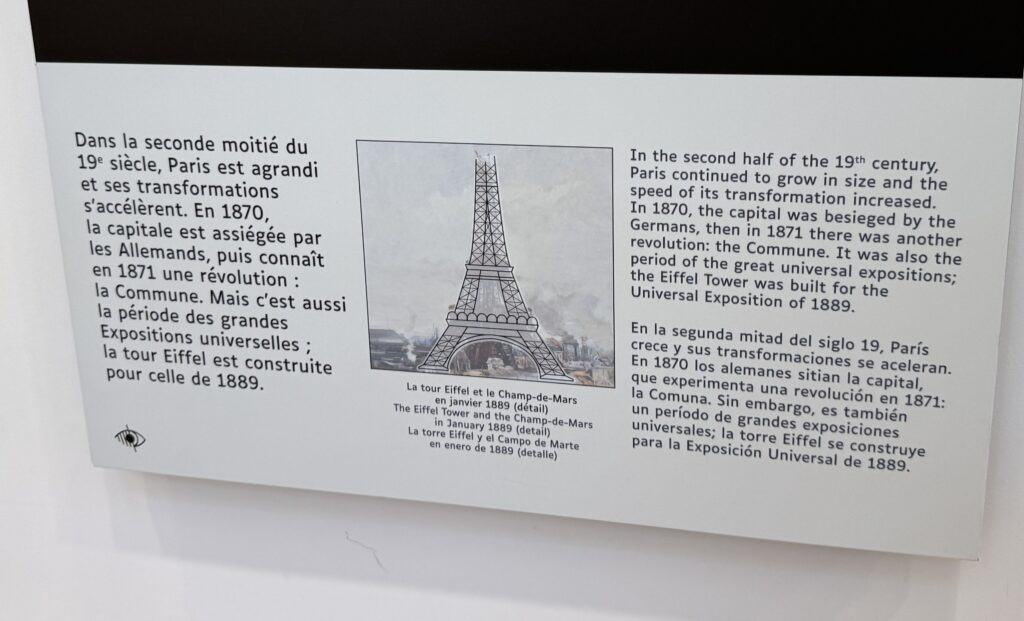 Dans la seconde moitié du
19e siècle, Paris est agrandi
et ses transformations
s'accélèrent. En 1870,
la capitale est assiégée par
les Allemands, puis connaît
en 1871 une révolution :
la Commune. Mais c'est aussi
la période des grandes
Expositions universelles ;
la tour Eiffel est construite
pour celle de 1889.
La tour Eiffel et le Champ-de-Mars
en janvier 1889 (détail)
The Eiffel Tower and the Champ-de-Mars
in January 1889 (detail)
La torre Eiffel y el Campo de Marte
en enero de 1889 (detalle)
In the second half of the 19th century,
Paris continued to grow in size and the
speed of its transformation increased.
In 1870, the capital was besieged by the
Germans, then in 1871 there was another
revolution: the Commune. It was also the
period of the great universal expositions;
the Eiffel Tower was built for the
Universal Exposition of 1889.
En la segunda mitad del siglo 19, París
crece y sus transformaciones se aceleran.
En 1870 los alemanes sitian la capital,
que experimenta una revolución en 1871:
la Comuna. Sin embargo, es también
un período de grandes exposiciones
universales; la torre Eiffel se construye
para la Exposición Universal de 1889.